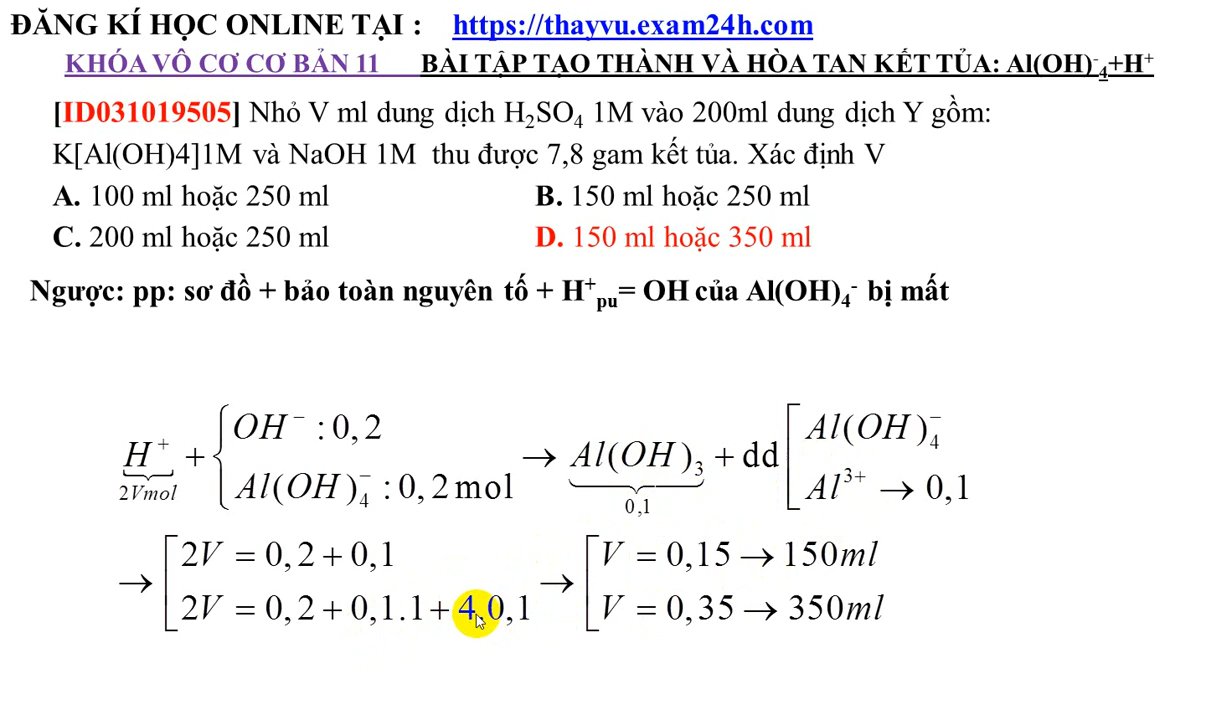 ĐĂNG KÍ HỌC ONLINE TẠI : https://thayvu.exam24h.com
KHÓA VÔ CƠ CƠ BẢN 11 BÀI TẬP TẠO THÀNH VÀ HÒA TAN KẾT TỦA: Al(OH)⁻₄+H⁺
[ID031019505] Nhỏ V ml dung dịch H₂SO₄ 1M vào 200ml dung dịch Y gồm:
K[Al(OH)4]1M và NaOH 1M thu được 7,8 gam kết tủa. Xác định V
A. 100 ml hoặc 250 ml B. 150 ml hoặc 250 ml
C. 200 ml hoặc 250 ml D. 150 ml hoặc 350 ml
Ngược: pp: sơ đồ + bảo toàn nguyên tố + H⁺pu= OH của Al(OH)₄⁻ bị mất
H⁺ + { OH⁻ : 0,2 → Al(OH)₃ + dd [ Al(OH)₄⁻
2Vmol Al(OH)₄⁻ : 0,2 mol 0,1 Al³⁺ → 0,1
→ [ 2V = 0,2 + 0,1 → [ V = 0,15 → 150ml
2V = 0,2 + 0,1.1 + 4.0,1 V = 0,35 → 350ml